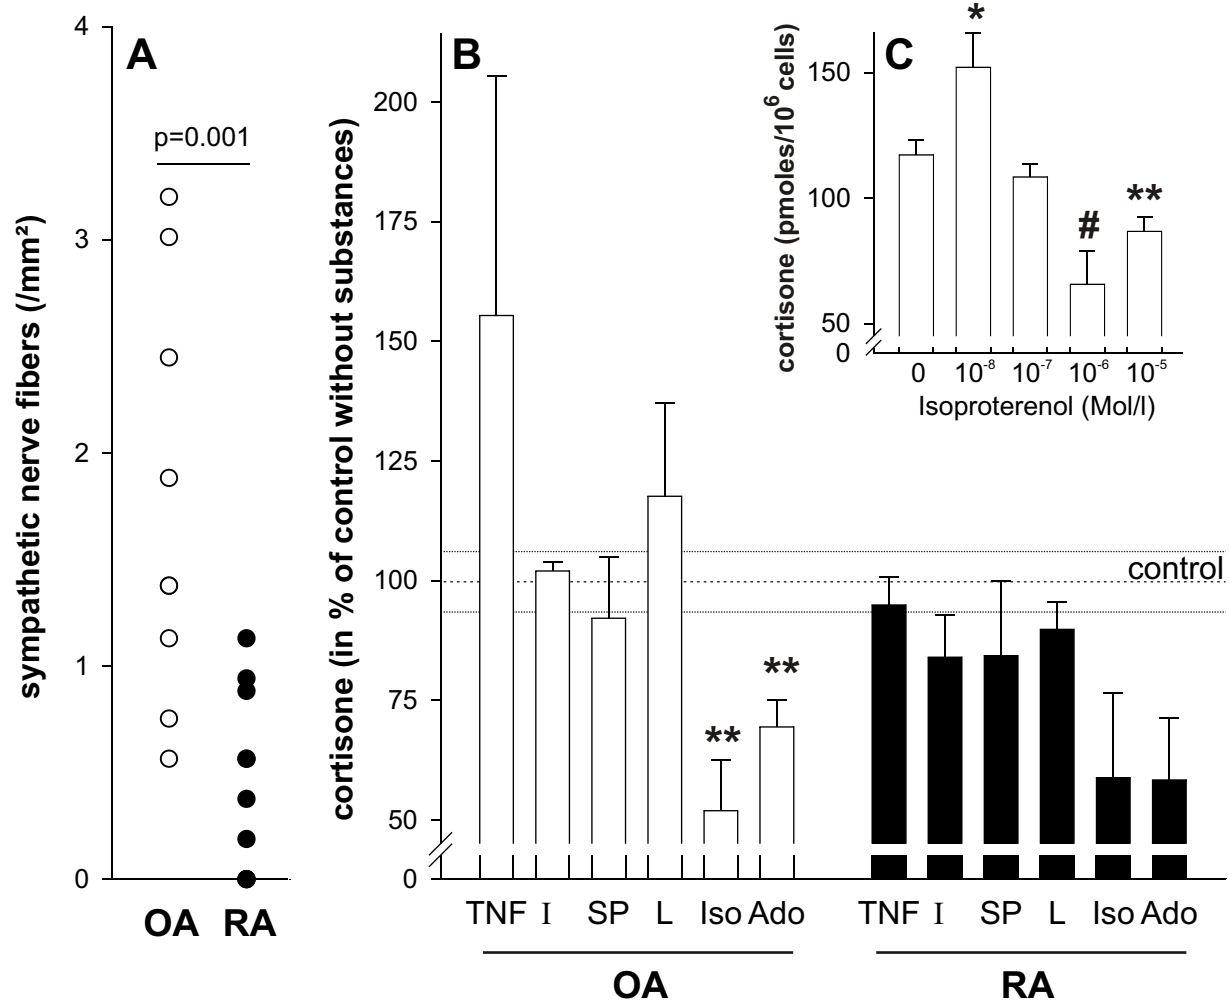 A
p=0.001
sympathetic nerve fibers (/mm²)
4
3
2
1
0
OA RA
B
cortisone (in % of control without substances)
200
175
150
125
100
75
50
0
**
**
control
TNF I SP L Iso Ado
TNF I SP L Iso Ado
OA
RA
C
cortisone (pmoles/10⁶ cells)
150
100
50
0
*
#
**
0 10⁻⁸ 10⁻⁷ 10⁻⁶ 10⁻⁵
Isoproterenol (Mol/l)